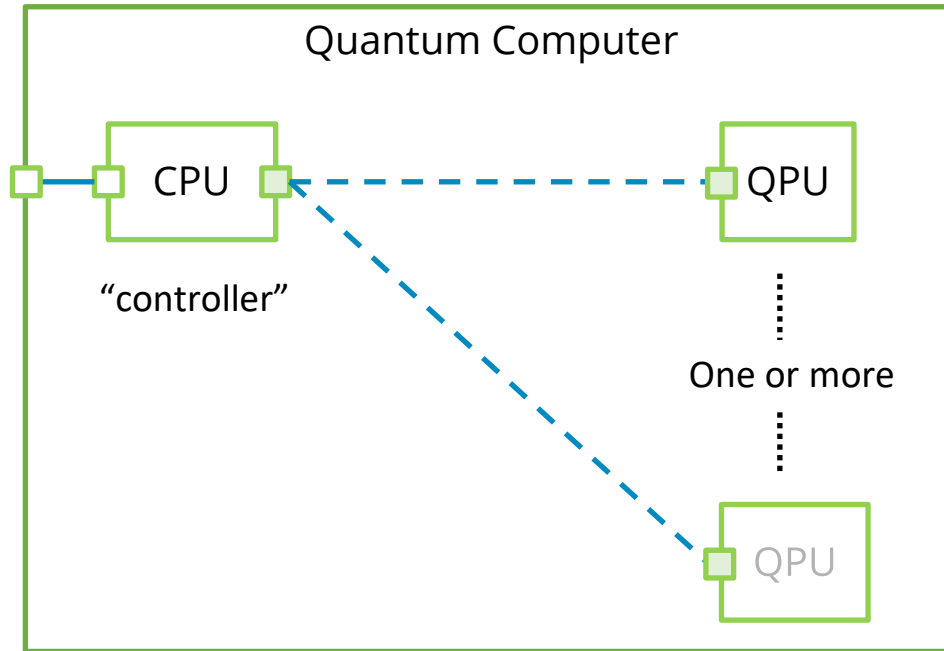 Quantum Computer
CPU
QPU
“controller”
One or more
QPU